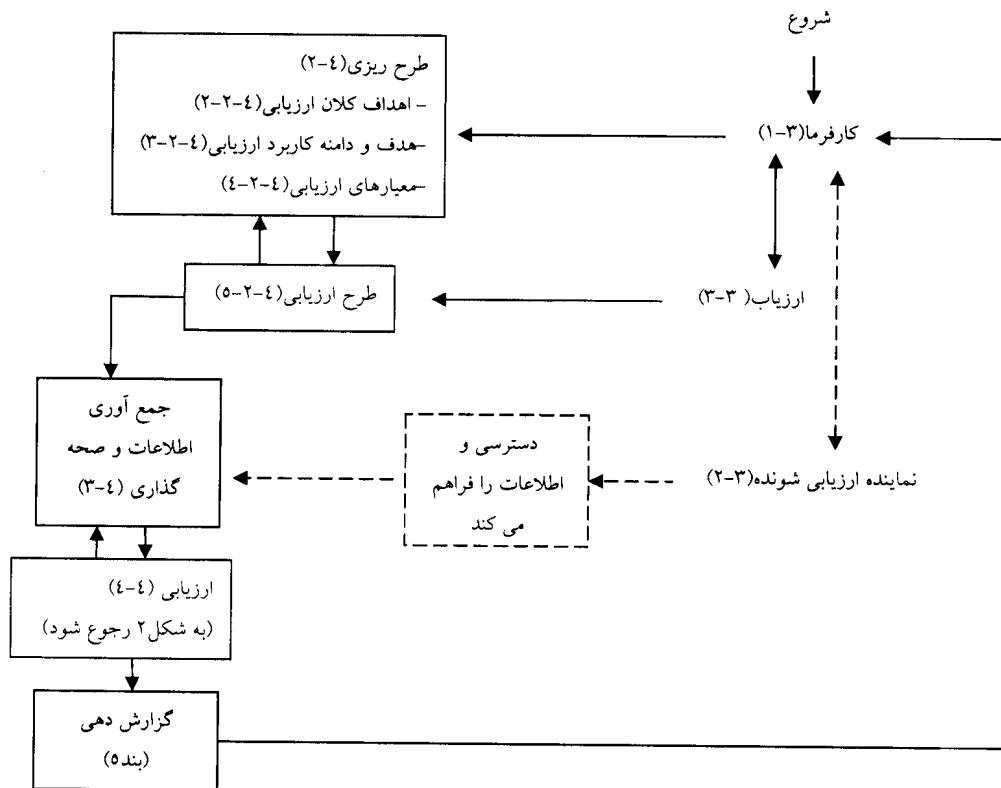 شروع
کارفرما(۳-۱)
طرح ریزی(۴-۲)
- اهداف کلان ارزیابی(۴-۲-۲)
-هدف و دامنه کاربرد ارزیابی(۴-۲-۳)
-معیارهای ارزیابی(۴-۲-۴)
ارزیاب( ۳-۳)
طرح ارزیابی(۴-۲-۵)
نماینده ارزیابی شونده(۳-۲)
دسترسی و
اطلاعات را فراهم
می کند
جمع آوری
اطلاعات و صحه
گذاری (۴-۳)
ارزیابی (۴-۴)
(به شکل۲ رجوع شود)
گزارش دهی
(بند۵)